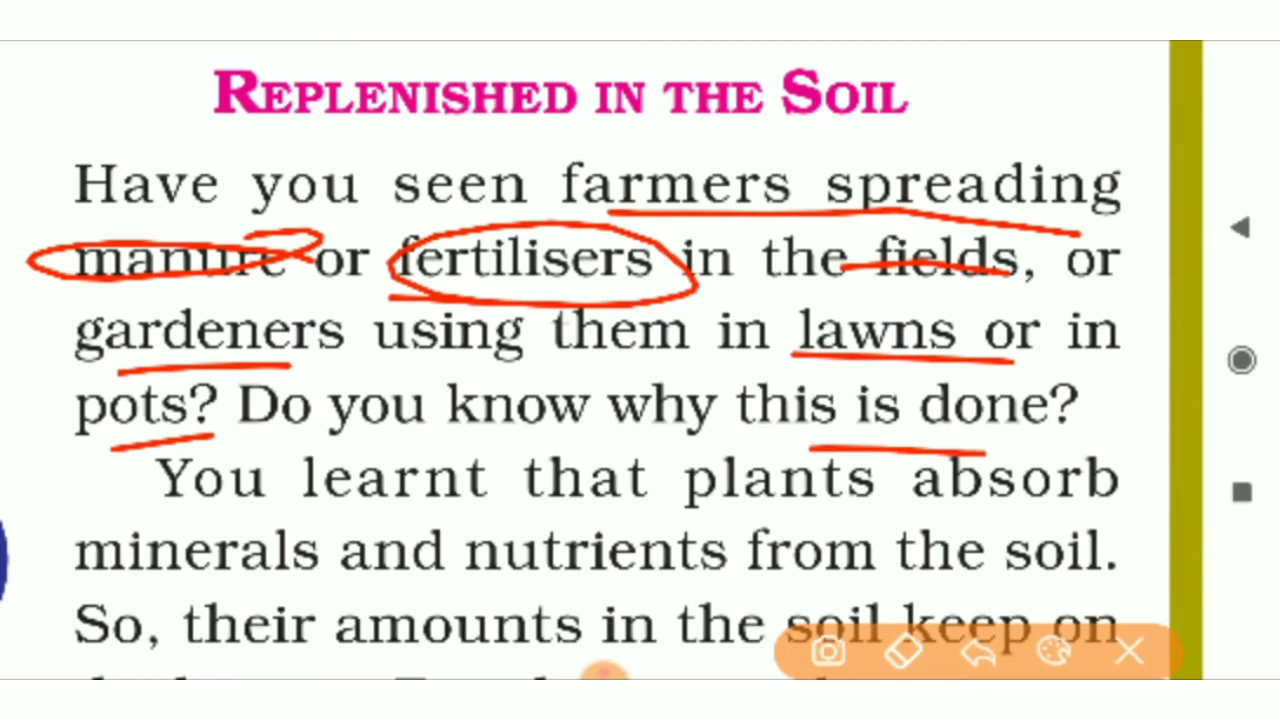 REPLENISHED IN THE SOIL
Have you seen farmers spreading
manure or fertilisers in the fields, or
gardeners using them in lawns or in
pots? Do you know why this is done?
You learnt that plants absorb
minerals and nutrients from the soil.
So, their amounts in the soil keep on